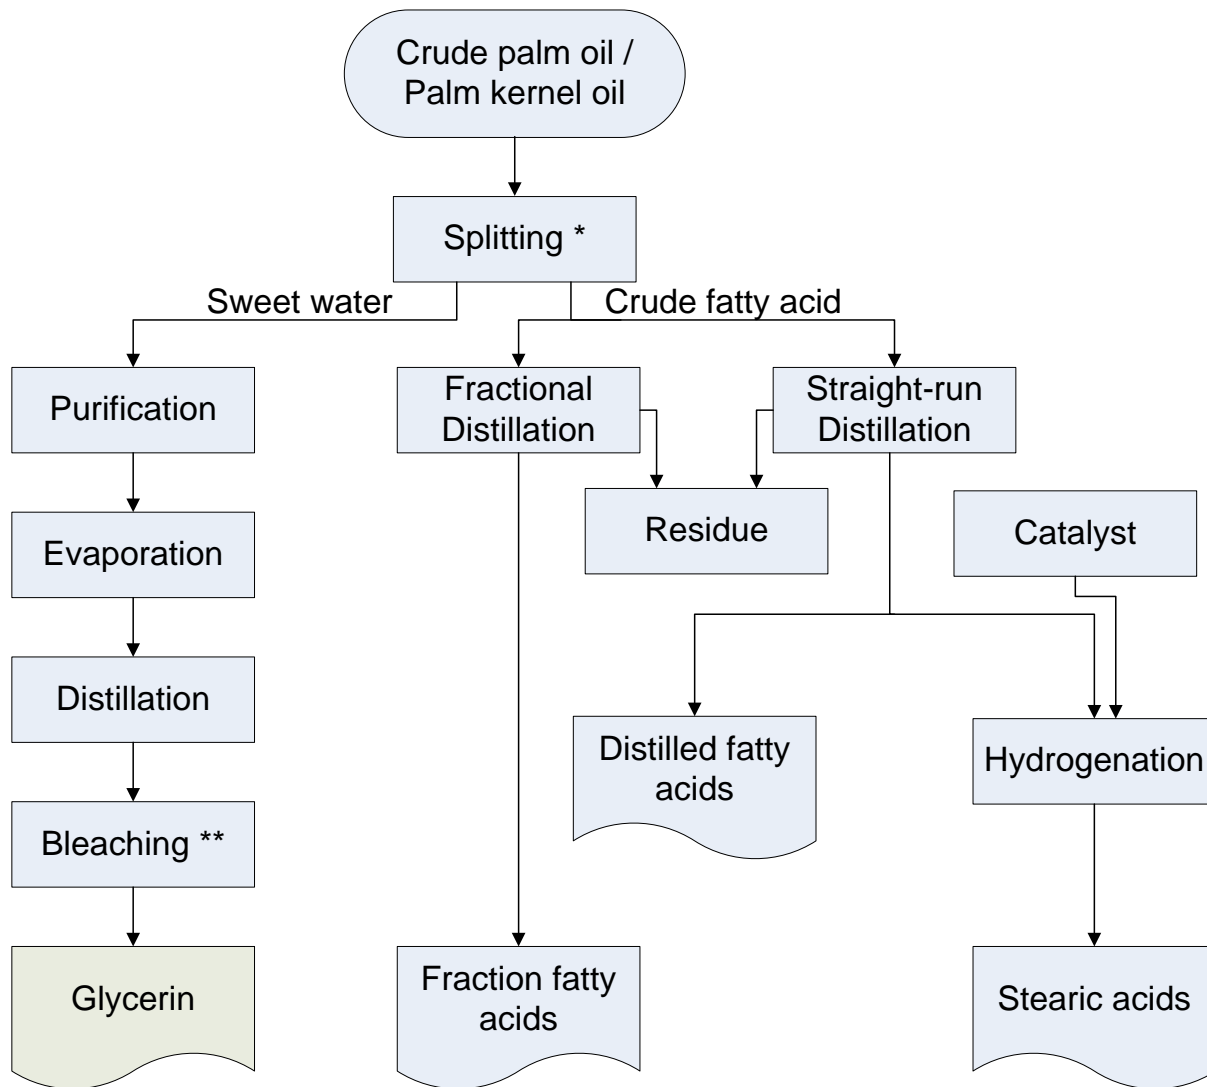 Crude palm oil /
Palm kernel oil
Splitting *
Sweet water
Crude fatty acid
Purification
Fractional
Distillation
Straight-run
Distillation
Residue
Catalyst
Evaporation
Distillation
Distilled fatty
acids
Hydrogenation
Bleaching **
Glycerin
Fraction fatty
acids
Stearic acids